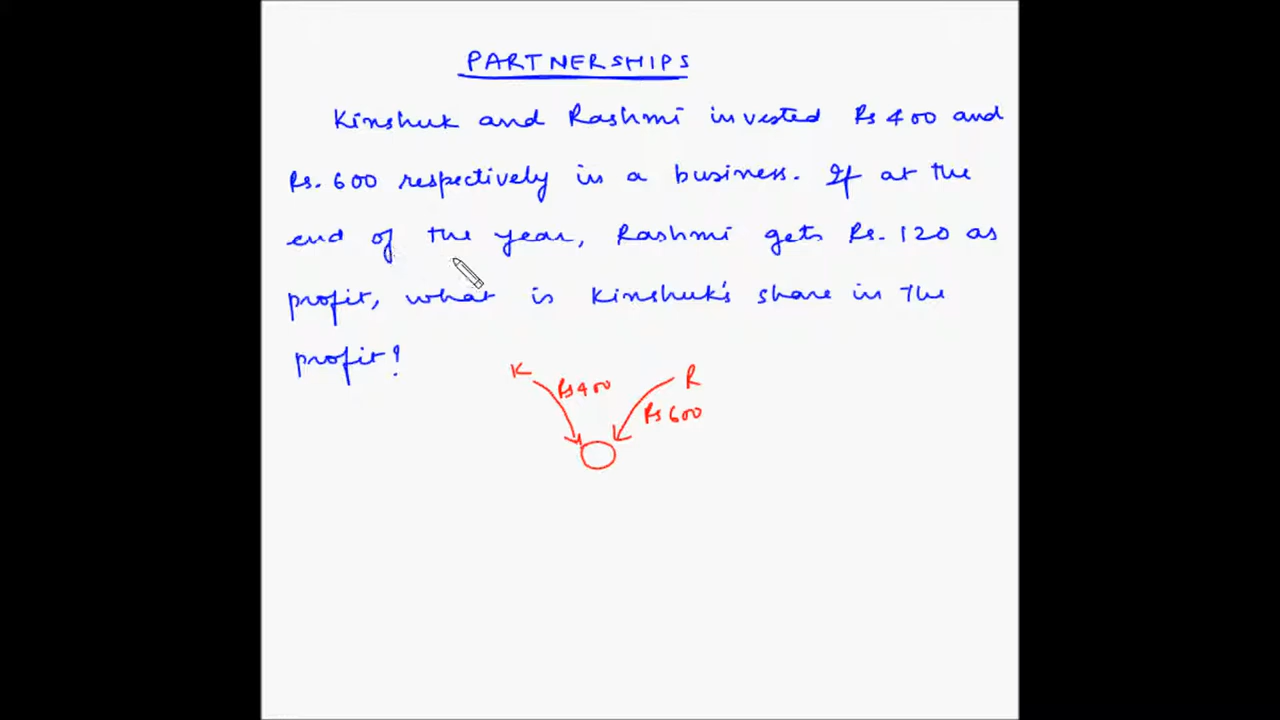 PARTNERSHIPS
Kinshuk and Rashmi invested Rs 400 and
Rs. 600 respectively in a business. If at the
end of the year, Rashmi gets Rs. 120 as
profit, what is Kinshuk's share in the
profit?
K R
Rs 400
Rs 600